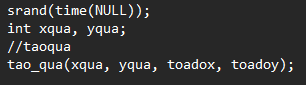 srand(time(NULL));
int xqua, yqua;
//taoqua
tao_qua(xqua, yqua, toadox, toadoy);